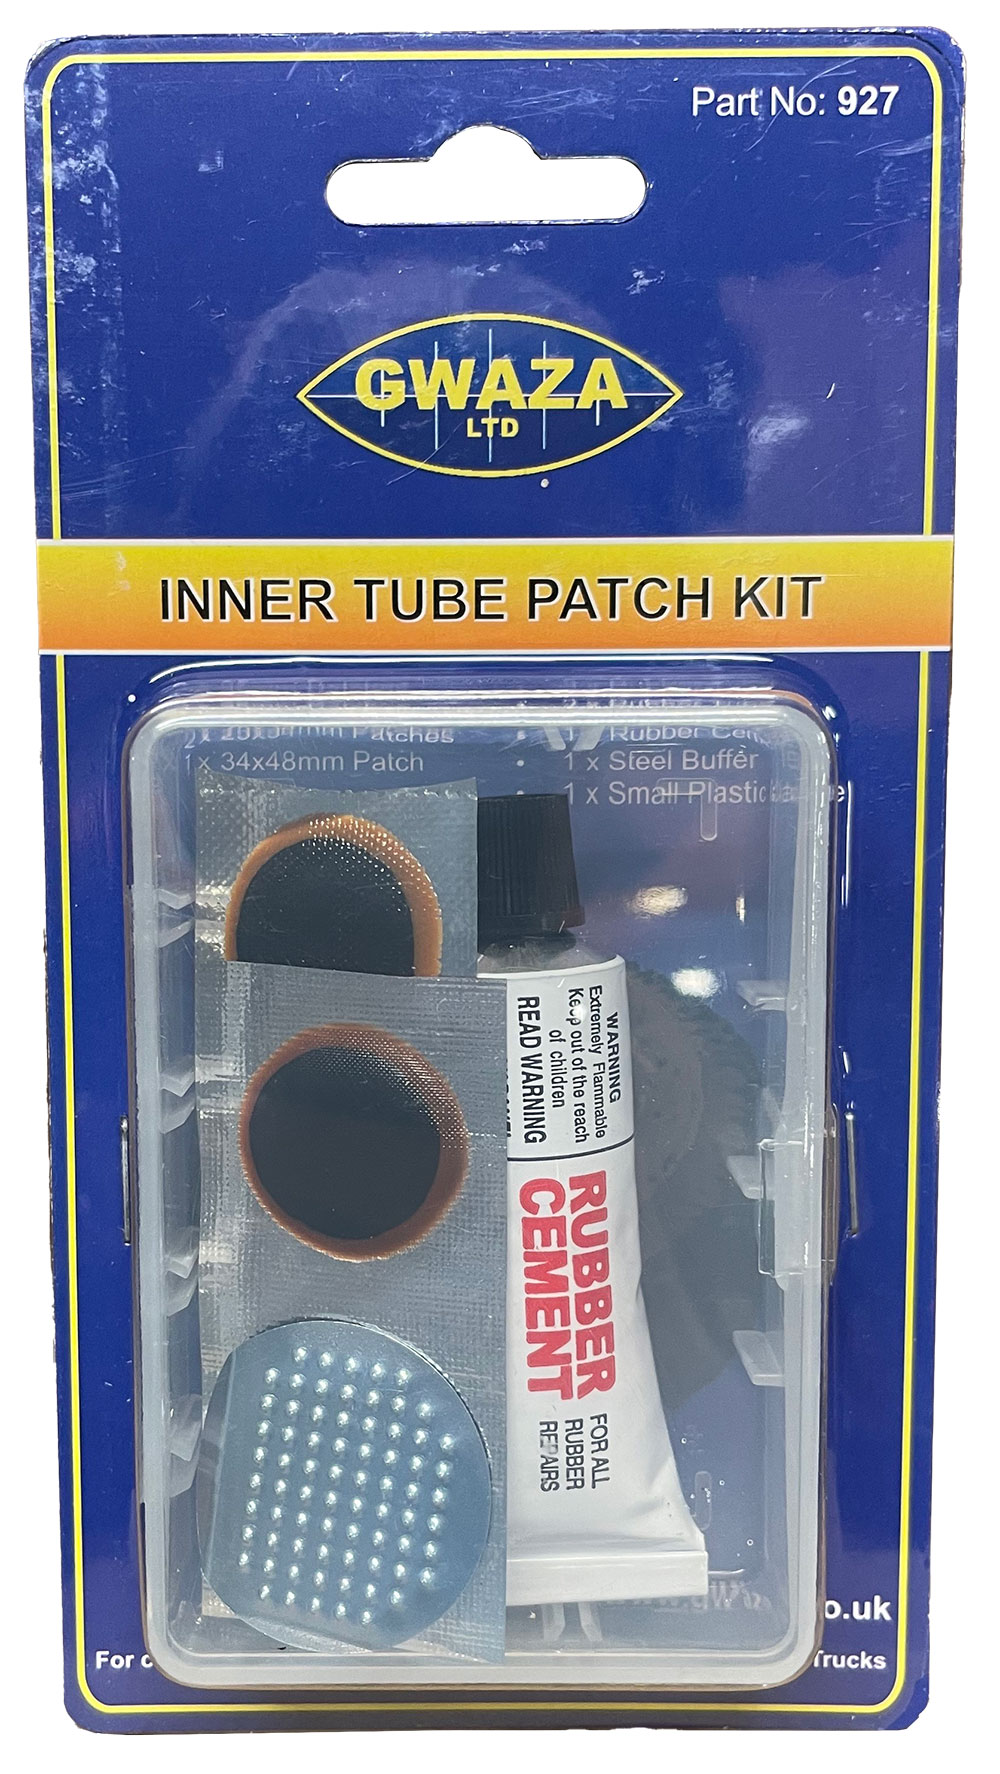 Part No: 927
GWAZA
LTD
INNER TUBE PATCH KIT
Patches
1 x 34x48mm Patch
Rubber
• 1 x Steel Buffer
• 1 x Small Plastic
WARNING
Extremely Flammable
Keep out of the reach
of children
READ WARNING
RUBBER
CEMENT
FOR ALL
RUBBER
REPAIRS
o.uk
For
Trucks